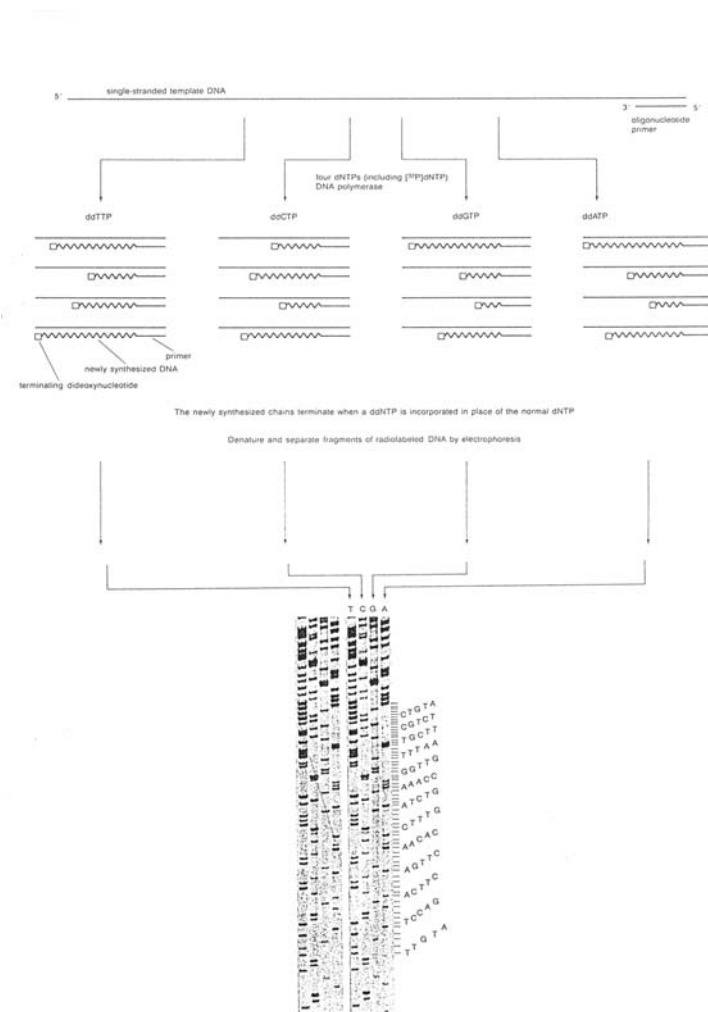 5' single-stranded template DNA
3' 5'
oligonucleotide
primer
four dNTPs (including [³²P]dNTP)
DNA polymerase
ddTTP ddCTP ddGTP ddATP
primer
newly synthesized DNA
terminating dideoxynucleotide
The newly synthesized chains terminate when a ddNTP is incorporated in place of the normal dNTP
Denature and separate fragments of radiolabeled DNA by electrophoresis
T C G A
CTGTA
CGTCT
TGCTT
TTTAA
GGTTG
AAACC
ATCTG
CTTTG
AACAC
AGTTC
ACTTC
TCCAG
TTGTA